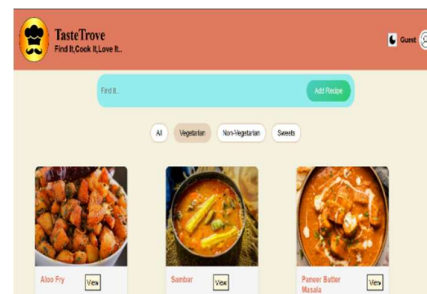 TasteTrove
Find It,Cook It,Love It..
Guest
Find It..
Add Recipe
All
Vegetarian
Non-Vegetarian
Sweets
Aloo Fry
View
Sambar
View
Paneer Butter
Masala
View